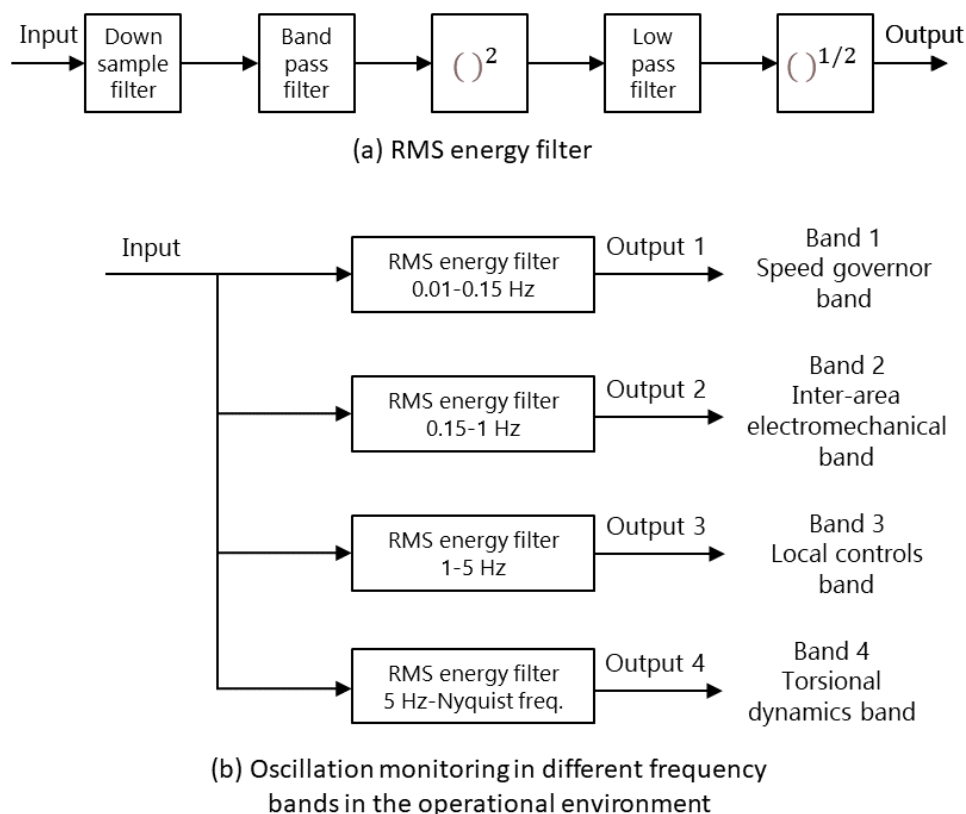 Input
Down
sample
filter
Band
pass
filter
( )²
Low
pass
filter
( )¹/²
Output
(a) RMS energy filter
Input
RMS energy filter
0.01-0.15 Hz
Output 1
Band 1
Speed governor
band
RMS energy filter
0.15-1 Hz
Output 2
Band 2
Inter-area
electromechanical
band
RMS energy filter
1-5 Hz
Output 3
Band 3
Local controls
band
RMS energy filter
5 Hz-Nyquist freq.
Output 4
Band 4
Torsional
dynamics band
(b) Oscillation monitoring in different frequency
bands in the operational environment